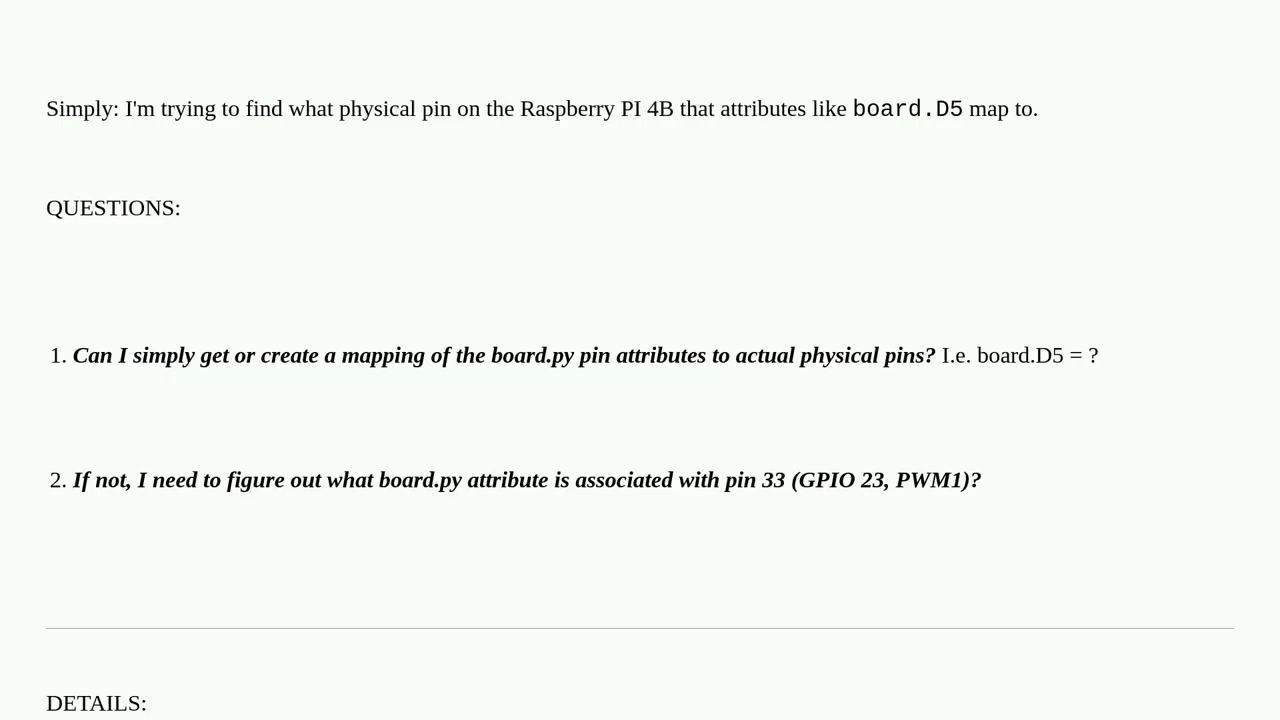 Simply: I'm trying to find what physical pin on the Raspberry PI 4B that attributes like board.D5 map to.
QUESTIONS:
1. Can I simply get or create a mapping of the board.py pin attributes to actual physical pins? I.e. board.D5 = ?
2. If not, I need to figure out what board.py attribute is associated with pin 33 (GPIO 23, PWM1)?
DETAILS: